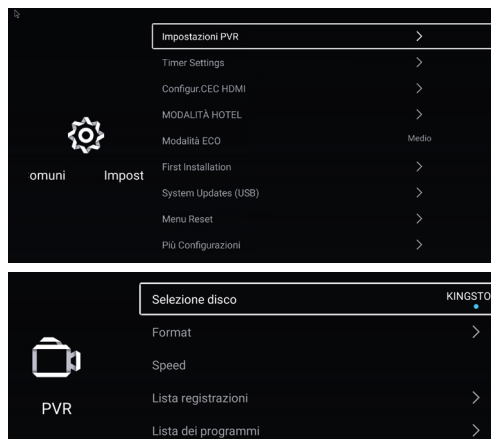 Impostazioni PVR
Timer Settings
Configur.CEC HDMI
MODALITÀ HOTEL
Modalità ECO Medio
omuni Impost
First Installation
System Updates (USB)
Menu Reset
Più Configurazioni
Selezione disco KINGSTO
Format
Speed
PVR
Lista registrazioni
Lista dei programmi